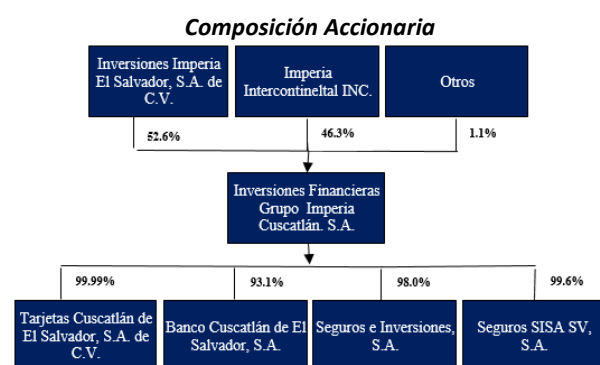 Composición Accionaria
Inversiones Imperia
El Salvador, S.A. de
C.V.
Imperia
Intercontineltal INC.
Otros
52.6%
46.3%
1.1%
Inversiones Financieras
Grupo Imperia
Cuscatlán. S.A.
99.99%
93.1%
98.0%
99.6%
Tarjetas Cuscatlán de
El Salvador, S.A. de
C.V.
Banco Cuscatlán de El
Salvador, S.A.
Seguros e Inversiones,
S.A.
Seguros SISA SV,
S.A.